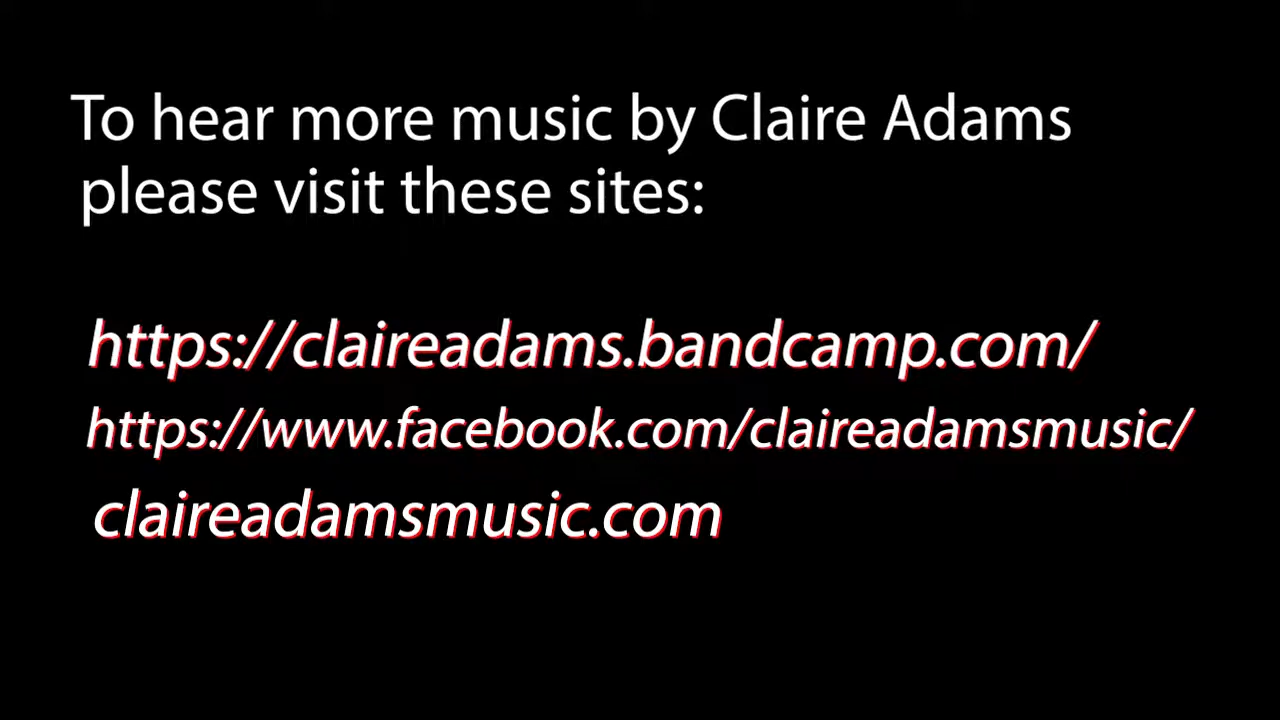 To hear more music by Claire Adams
please visit these sites:
https://claireadams.bandcamp.com/
https://www.facebook.com/claireadamsmusic/
claireadamsmusic.com